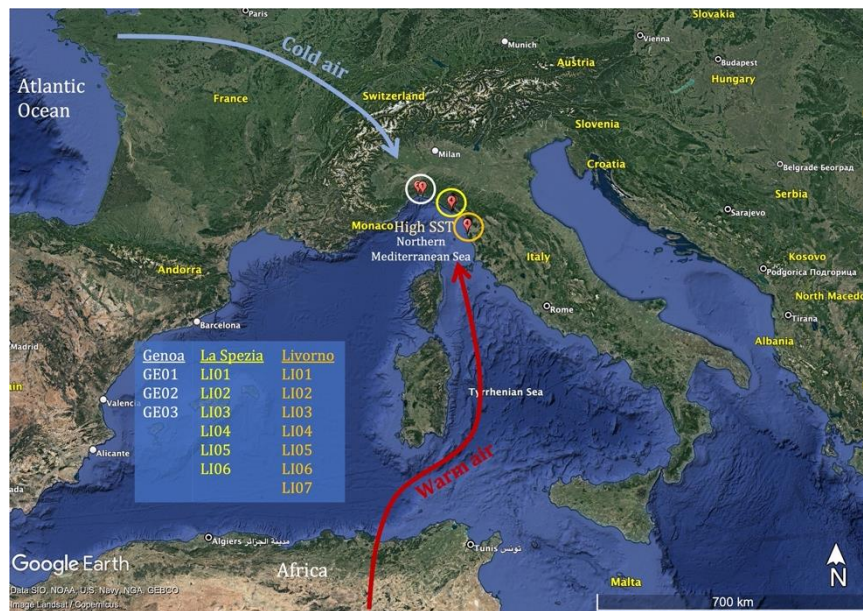 Paris
Slovakia
Vienna
Munich
Cold air
Austria
Budapest
Hungary
Atlantic
Ocean
France
Switzerland
Slovenia
Milan
Croatia
Belgrade Београд
Serbia
Monaco
High SST
Northern
Mediterranean Sea
Sarajevo
Italy
Kosovo
Andorra
Podgorica Подгорица
North Macedo
Rome
Barcelona
Tirana
Madrid
Albania
Genoa La Spezia Livorno
GE01 LI01 LI01
GE02 LI02 LI02
GE03 LI03 LI03
LI04 LI04
LI05 LI05
LI06 LI06
LI07
Tyrrhenian Sea
in
Valencia
Alicante
Warm air
Algiers مدينة الجزائر
Tunis تونس
Google Earth
Africa
Malta
N
Data SIO, NOAA, U.S. Navy, NGA, GEBCO
Image Landsat / Copernicus
700 km